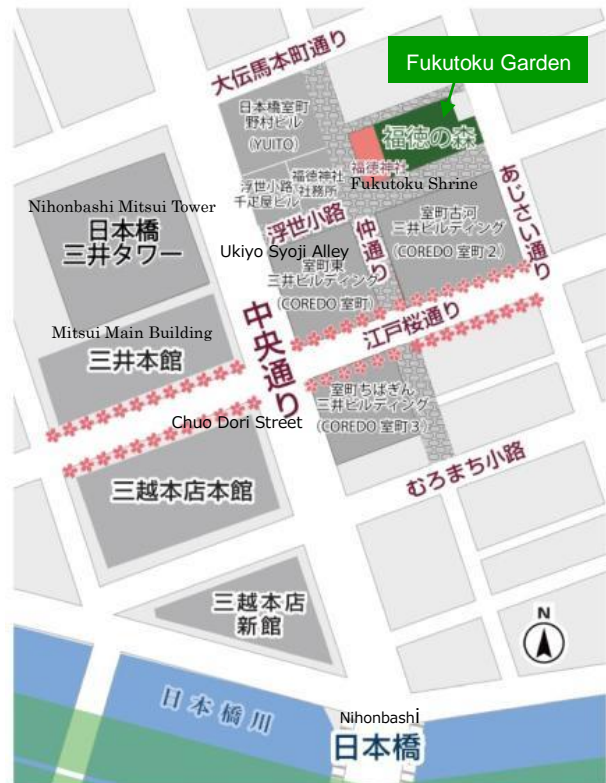 Fukutoku Garden
大伝馬本町通り
日本橋室町
野村ビル
(YUITO)
福徳の森
福徳神社
Fukutoku Shrine
福徳神社
社務所
浮世小路
千疋屋ビル
あじさい通り
Nihonbashi Mitsui Tower
日本橋
三井タワー
浮世小路
Ukiyo Syoji Alley
仲通り
室町古河
三井ビルディング
(COREDO 室町2)
室町東
三井ビルディング
(COREDO 室町)
中央通り
江戸桜通り
Mitsui Main Building
三井本館
室町ちばぎん
三井ビルディング
(COREDO 室町3)
Chuo Dori Street
むろまち小路
三越本店本館
三越本店
新館
N
日本橋川
Nihonbashi
日本橋